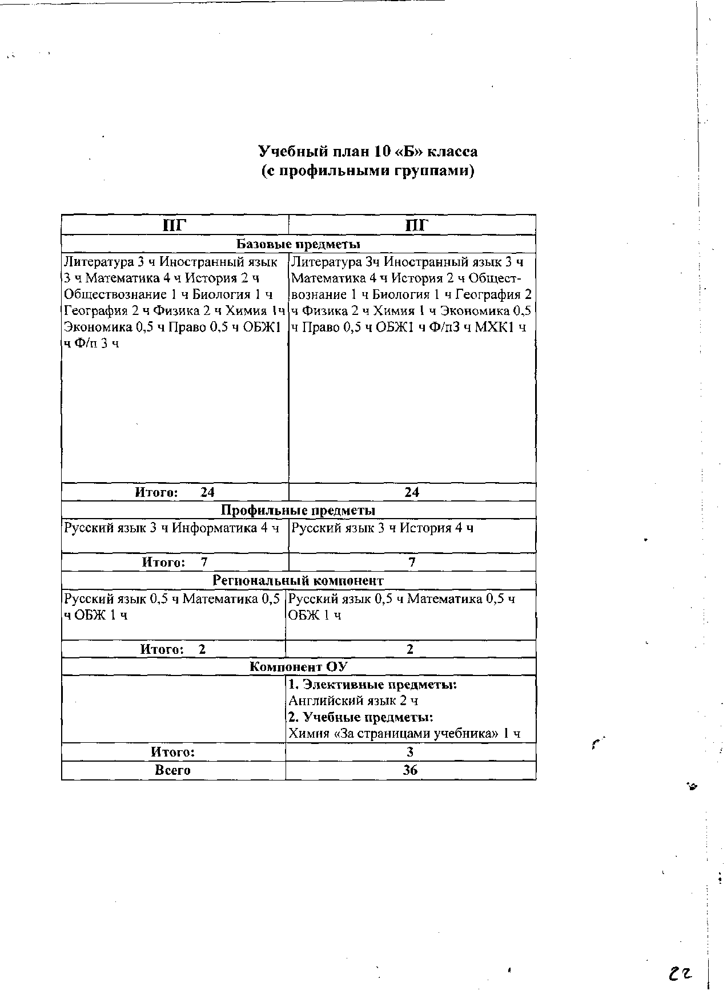 Учебный план 10 «Б» класса
(с профильными группами)
ПГ ПГ
Базовые предметы
Литература 3 ч Иностранный язык
3 ч Математика 4 ч История 2 ч
Обществознание 1 ч Биология 1 ч
География 2 ч Физика 2 ч Химия 1ч
Экономика 0,5 ч Право 0,5 ч ОБЖ1
ч Ф/п 3 ч
Литература 3ч Иностранный язык 3 ч
Математика 4 ч История 2 ч Общест-
вознание 1 ч Биология 1 ч География 2
ч Физика 2 ч Химия 1 ч Экономика 0,5
ч Право 0,5 ч ОБЖ1 ч Ф/п3 ч МХК1 ч
Итого: 24 24
Профильные предметы
Русский язык 3 ч Информатика 4 ч
Русский язык 3 ч История 4 ч
Итого: 7 7
Региональный компонент
Русский язык 0,5 ч Математика 0,5
ч ОБЖ 1 ч
Русский язык 0,5 ч Математика 0,5 ч
ОБЖ 1 ч
Итого: 2 2
Компонент ОУ
1. Элективные предметы:
Английский язык 2 ч
2. Учебные предметы:
Химия «За страницами учебника» 1 ч
Итого: 3
Всего 36
22